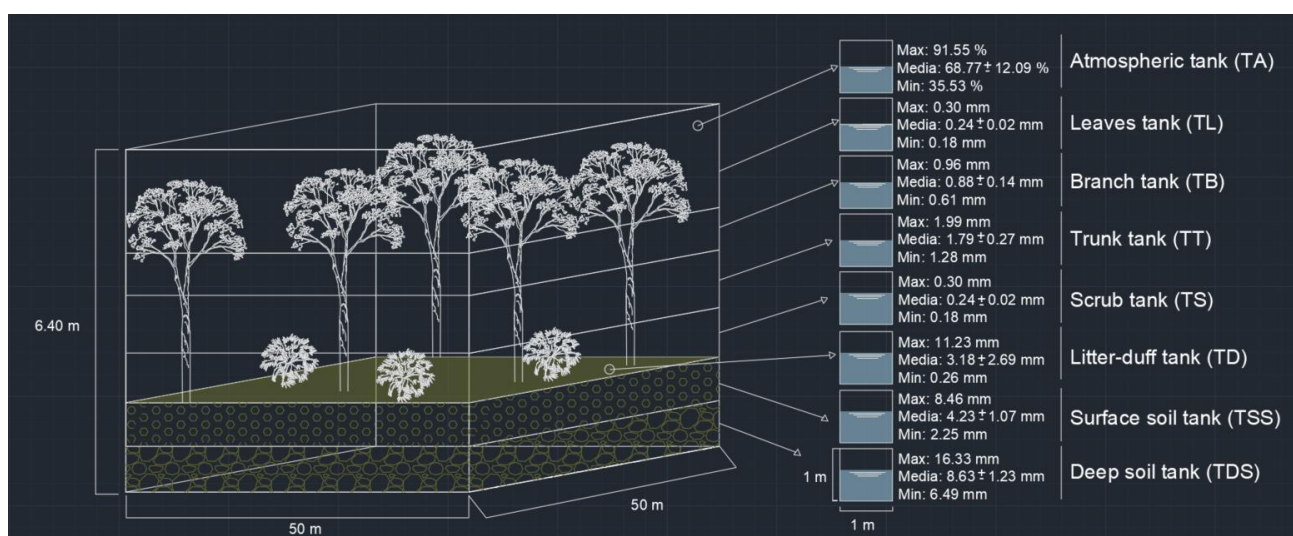 Max: 91.55 %
Media: 68.77 ± 12.09 %
Min: 35.53 %
Atmospheric tank (TA)
Max: 0.30 mm
Media: 0.24 ± 0.02 mm
Min: 0.18 mm
Leaves tank (TL)
Max: 0.96 mm
Media: 0.88 ± 0.14 mm
Min: 0.61 mm
Branch tank (TB)
Max: 1.99 mm
Media: 1.79 ± 0.27 mm
Min: 1.28 mm
Trunk tank (TT)
Max: 0.30 mm
Media: 0.24 ± 0.02 mm
Min: 0.18 mm
Scrub tank (TS)
Max: 11.23 mm
Media: 3.18 ± 2.69 mm
Min: 0.26 mm
Litter-duff tank (TD)
Max: 8.46 mm
Media: 4.23 ± 1.07 mm
Min: 2.25 mm
Surface soil tank (TSS)
Max: 16.33 mm
Media: 8.63 ± 1.23 mm
Min: 6.49 mm
Deep soil tank (TDS)
1 m
1 m
6.40 m
50 m
50 m